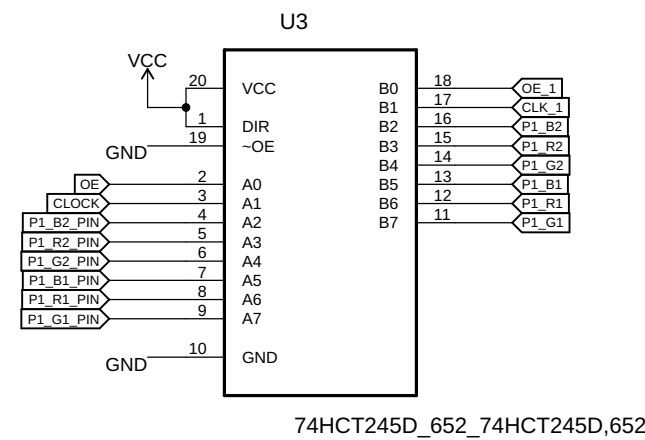 U3
VCC
20 VCC B0 18 OE_1
B1 17 CLK_1
1 DIR B2 16 P1_B2
GND 19 ~OE B3 15 P1_R2
B4 14 P1_G2
OE 2 A0 B5 13 P1_B1
CLOCK 3 A1 B6 12 P1_R1
P1_B2_PIN 4 A2 B7 11 P1_G1
P1_R2_PIN 5 A3
P1_G2_PIN 6 A4
P1_B1_PIN 7 A5
P1_R1_PIN 8 A6
P1_G1_PIN 9 A7
GND 10 GND
74HCT245D_652_74HCT245D,652